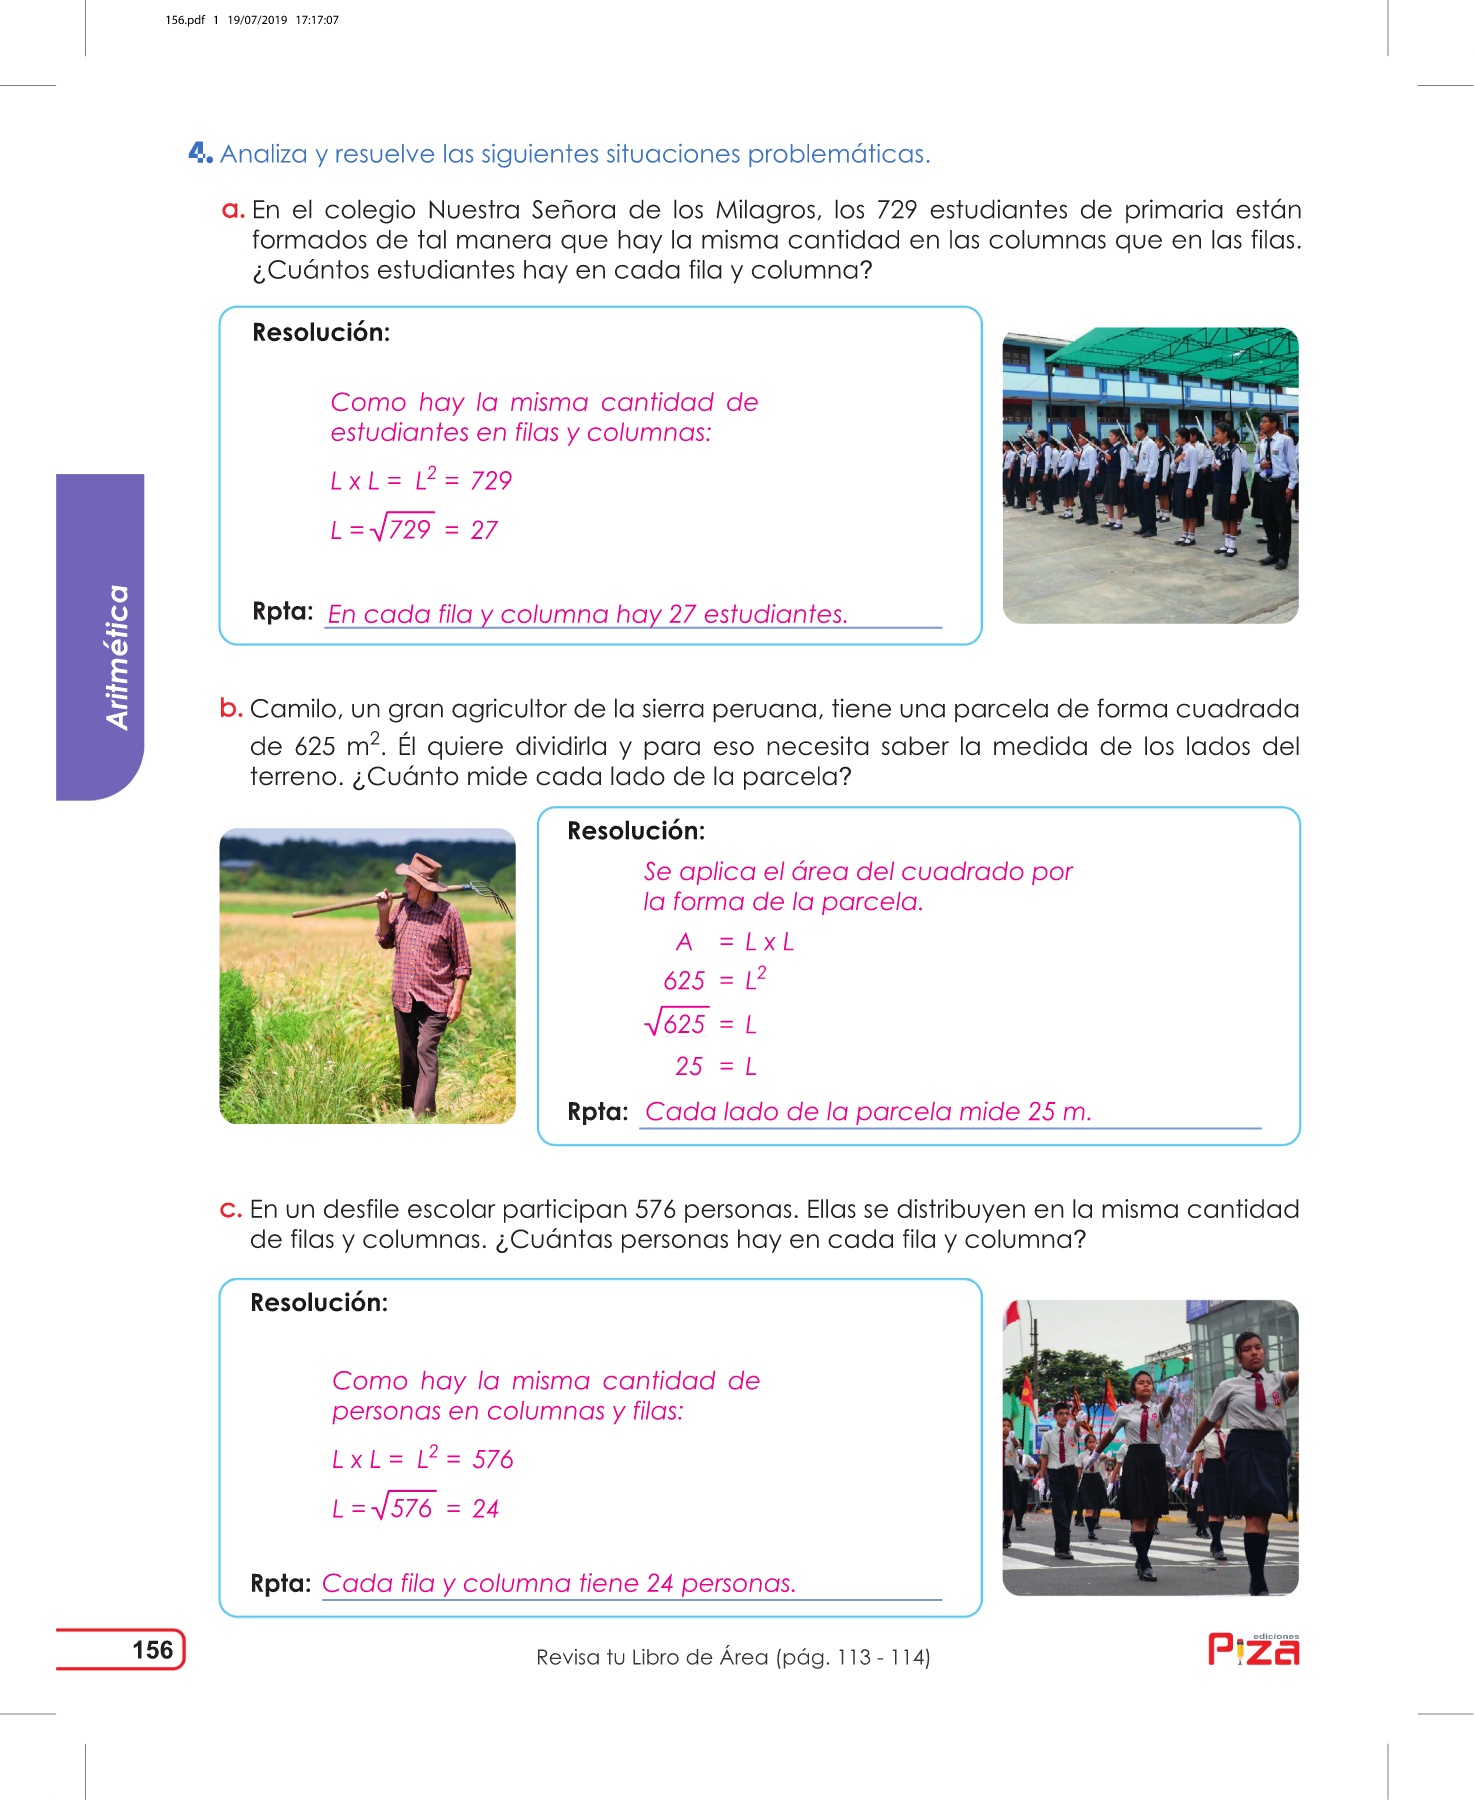 156.pdf 1 19/07/2019 17:17:07
4. Analiza y resuelve las siguientes situaciones problemáticas.
a. En el colegio Nuestra Señora de los Milagros, los 729 estudiantes de primaria están
formados de tal manera que hay la misma cantidad en las columnas que en las filas.
¿Cuántos estudiantes hay en cada fila y columna?
Resolución:
Como hay la misma cantidad de
estudiantes en filas y columnas:
L x L = L² = 729
L = √729 = 27
Rpta: En cada fila y columna hay 27 estudiantes.
Aritmética
b. Camilo, un gran agricultor de la sierra peruana, tiene una parcela de forma cuadrada
de 625 m². Él quiere dividirla y para eso necesita saber la medida de los lados del
terreno. ¿Cuánto mide cada lado de la parcela?
Resolución:
Se aplica el área del cuadrado por
la forma de la parcela.
A = L x L
625 = L²
√625 = L
25 = L
Rpta: Cada lado de la parcela mide 25 m.
c. En un desfile escolar participan 576 personas. Ellas se distribuyen en la misma cantidad
de filas y columnas. ¿Cuántas personas hay en cada fila y columna?
Resolución:
Como hay la misma cantidad de
personas en columnas y filas:
L x L = L² = 576
L = √576 = 24
Rpta: Cada fila y columna tiene 24 personas.
156
Revisa tu Libro de Área (pág. 113 - 114)
ediciones
Piza